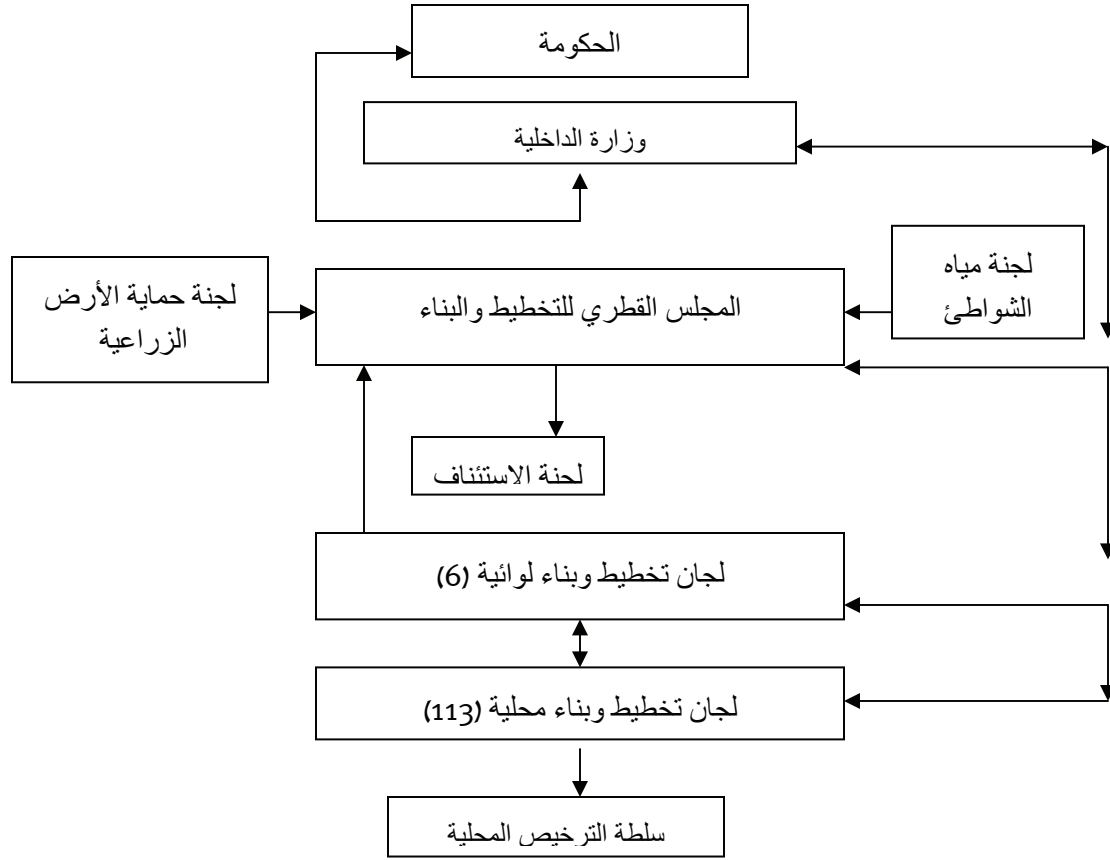 الحكومة
وزارة الداخلية
لجنة مياه
الشواطئ
لجنة حماية الأرض
الزراعية
المجلس القطري للتخطيط والبناء
لحنة الاستئناف
لجان تخطيط وبناء لوائية (6)
لجان تخطيط وبناء محلية (113)
سلطة الترخيص المحلية